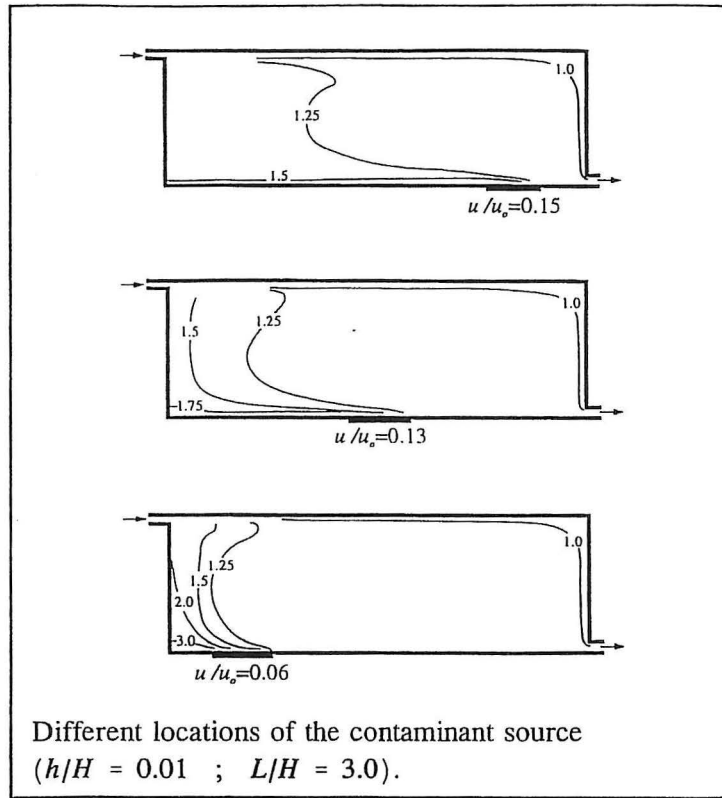 1.0
1.25
1.5
u/uₒ=0.15
1.0
1.25
1.5
1.75
u/uₒ=0.13
1.0
1.25
1.5
2.0
3.0
u/uₒ=0.06
Different locations of the contaminant source
(h/H = 0.01 ; L/H = 3.0).